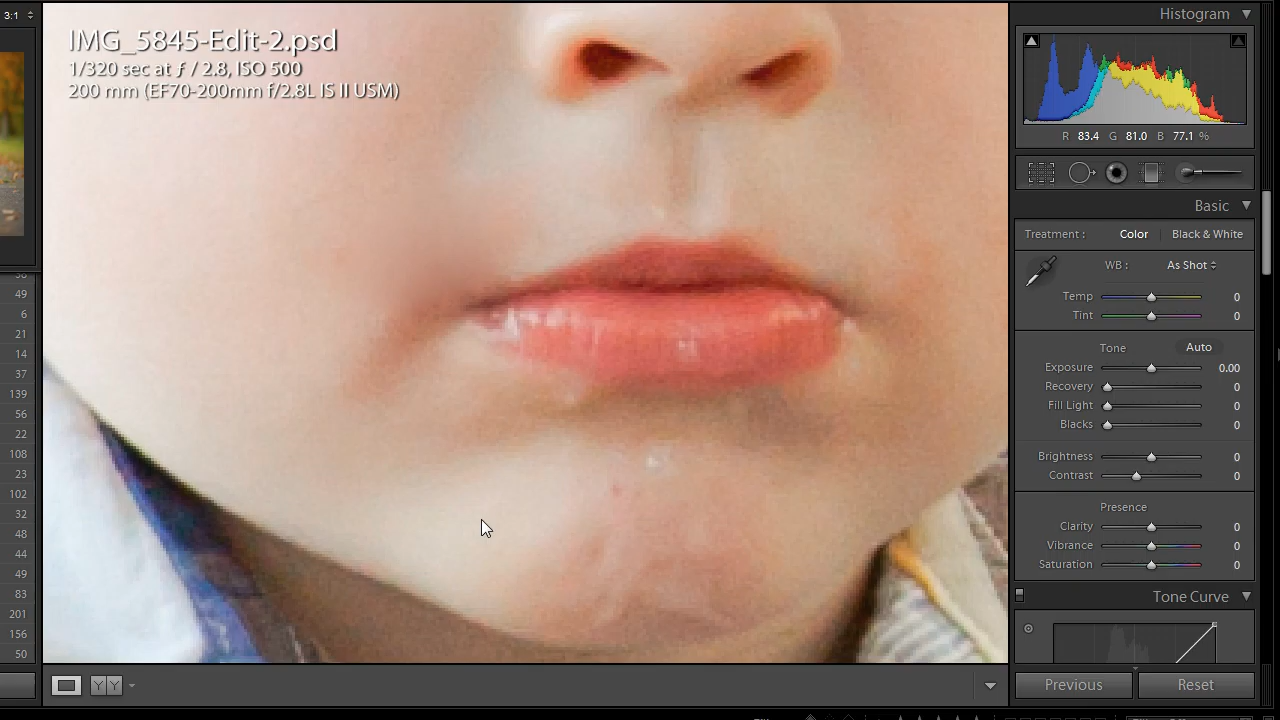 3:1
IMG_5845-Edit-2.psd
1/320 sec at ƒ / 2.8, ISO 500
200 mm (EF70-200mm f/2.8L IS II USM)
49
6
21
14
37
139
56
22
108
23
102
32
48
44
49
83
201
156
50
Histogram
R 83.4 G 81.0 B 77.1 %
Basic
Treatment : Color Black & White
WB : As Shot
Temp 0
Tint 0
Tone Auto
Exposure 0.00
Recovery 0
Fill Light 0
Blacks 0
Brightness 0
Contrast 0
Presence
Clarity 0
Vibrance 0
Saturation 0
Tone Curve
Previous Reset